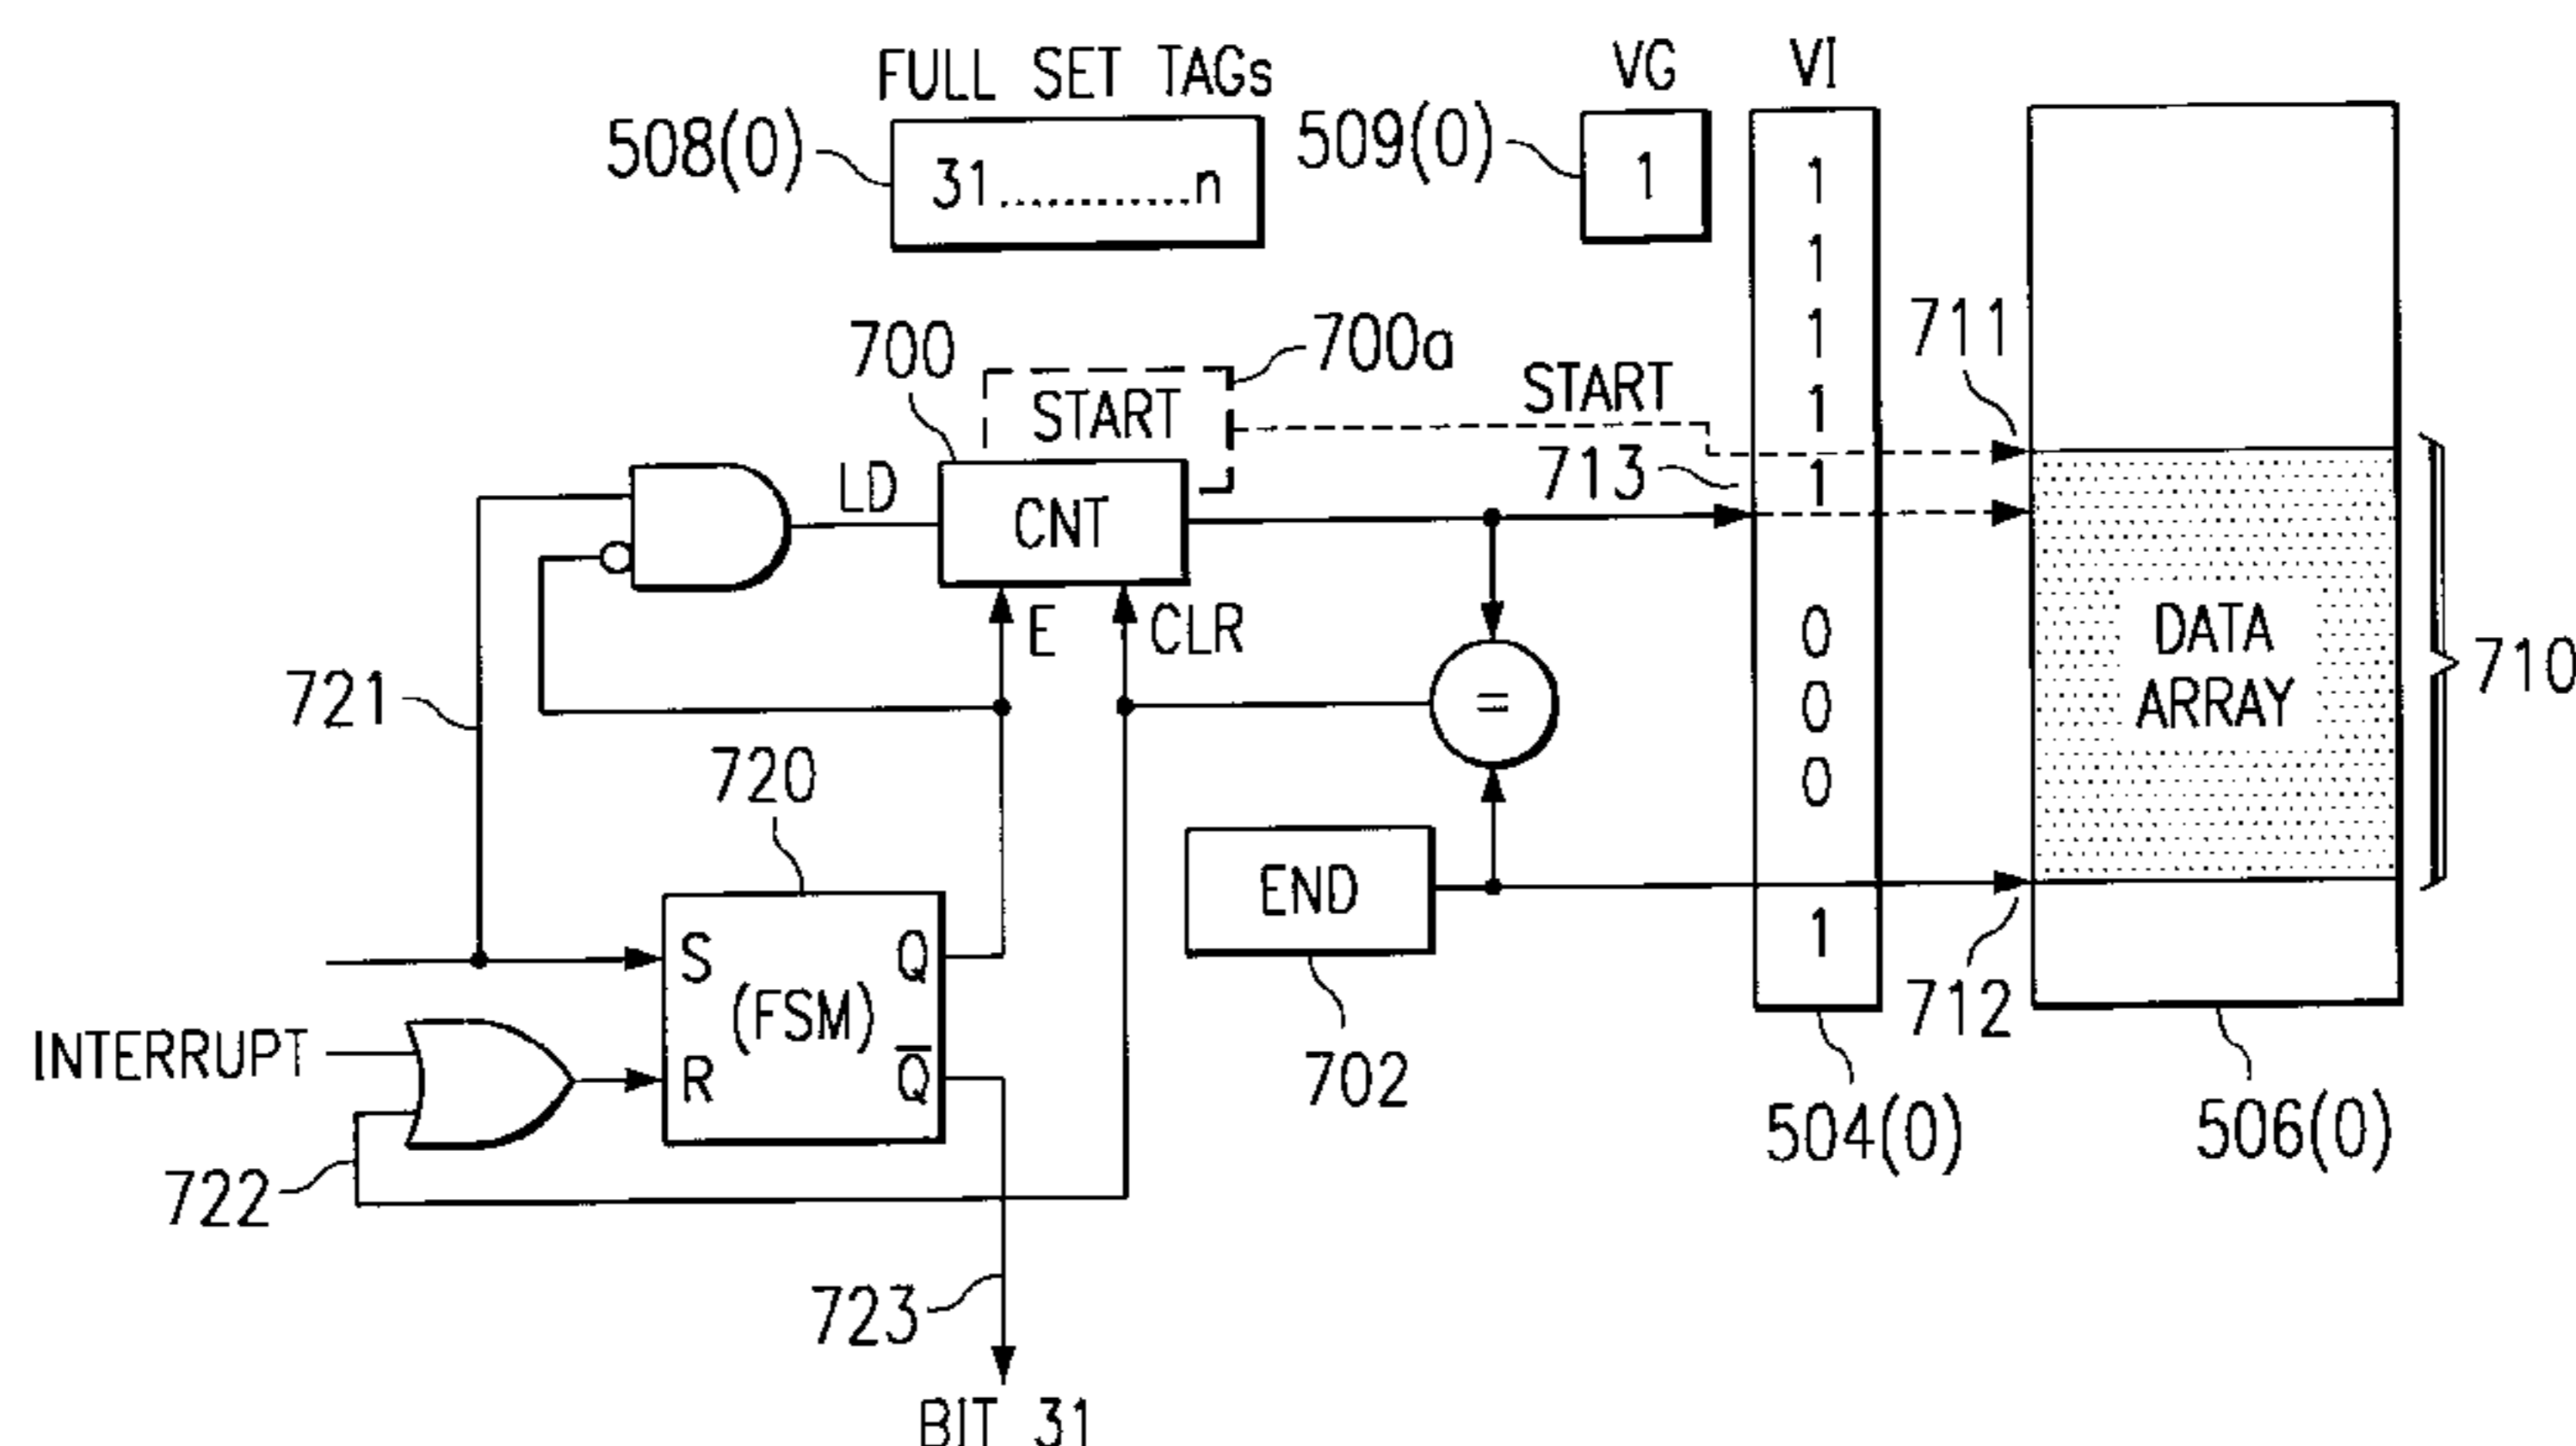 FULL SET TAGs
VG
VI
508(0)
31............n
509(0)
1
1
1
1
1
1
0
0
0
1
700
START
700a
START
711
713
LD
CNT
E
CLR
=
DATA
ARRAY
710
721
720
END
S
Q
(FSM)
R
Q̅
INTERRUPT
702
712
722
504(0)
506(0)
723
BIT 31